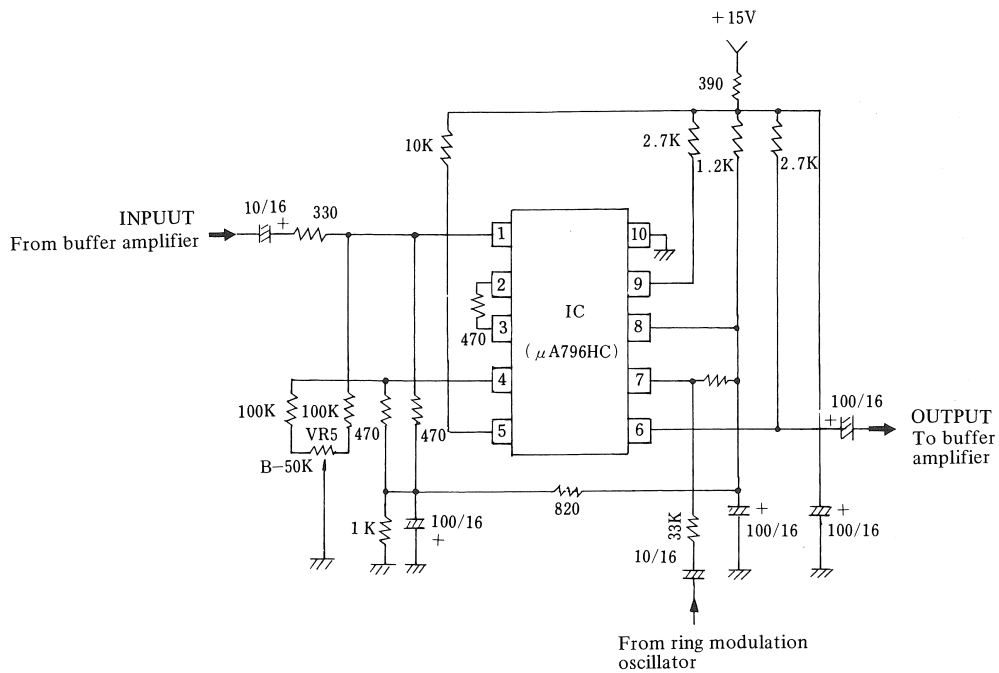 +15V
390
10K
2.7K
1.2K
2.7K
INPUUT
From buffer amplifier
10/16
+
330
1
10
2
9
3
8
470
IC
(μA796HC)
4
7
5
6
100K
100K
VR5
470
470
B-50K
100/16
+
OUTPUT
To buffer
amplifier
820
1K
100/16
+
33K
+
100/16
+
100/16
10/16
From ring modulation
oscillator